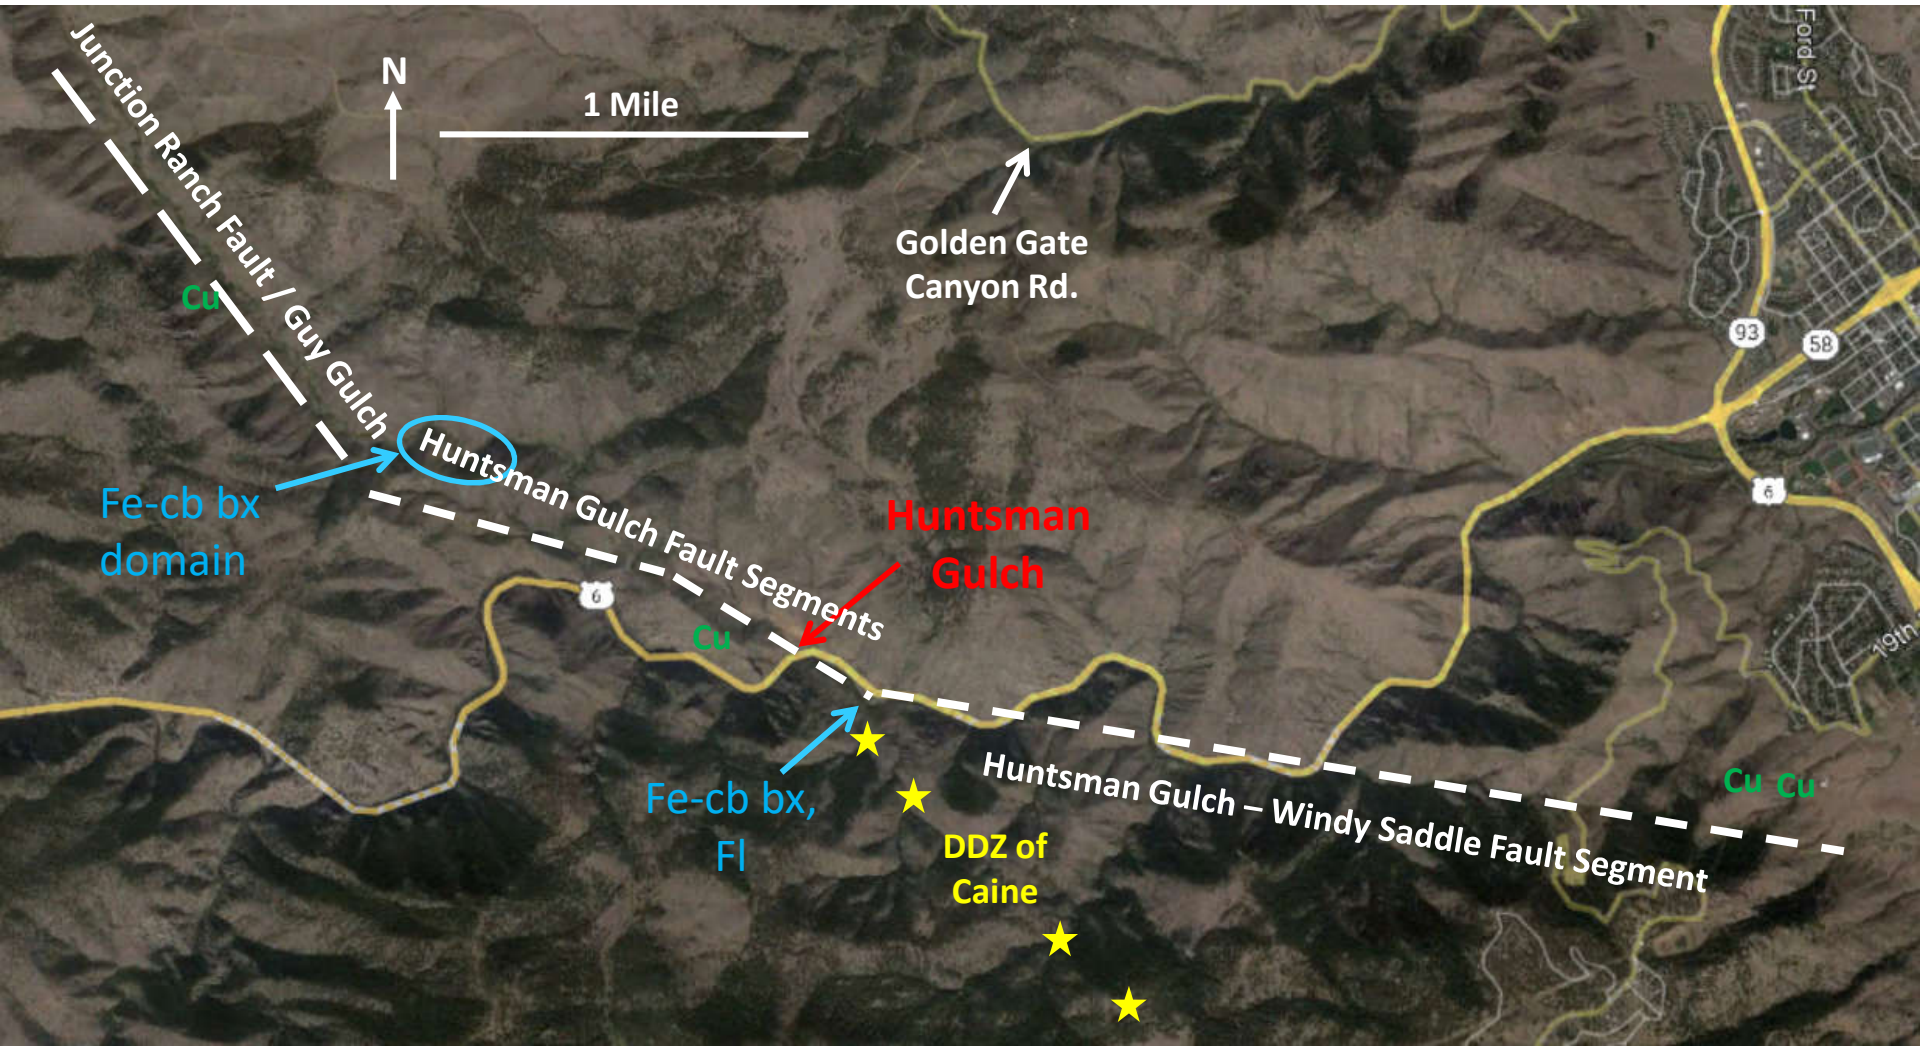 Junction Ranch Fault / Guy Gulch
N
1 Mile
Ford St
Golden Gate
Canyon Rd.
Cu
93
58
Huntsman Gulch Fault Segments
Fe-cb bx
domain
Huntsman
Gulch
6
6
19th
Cu
Huntsman Gulch – Windy Saddle Fault Segment
Cu Cu
Fe-cb bx,
Fl
DDZ of
Caine